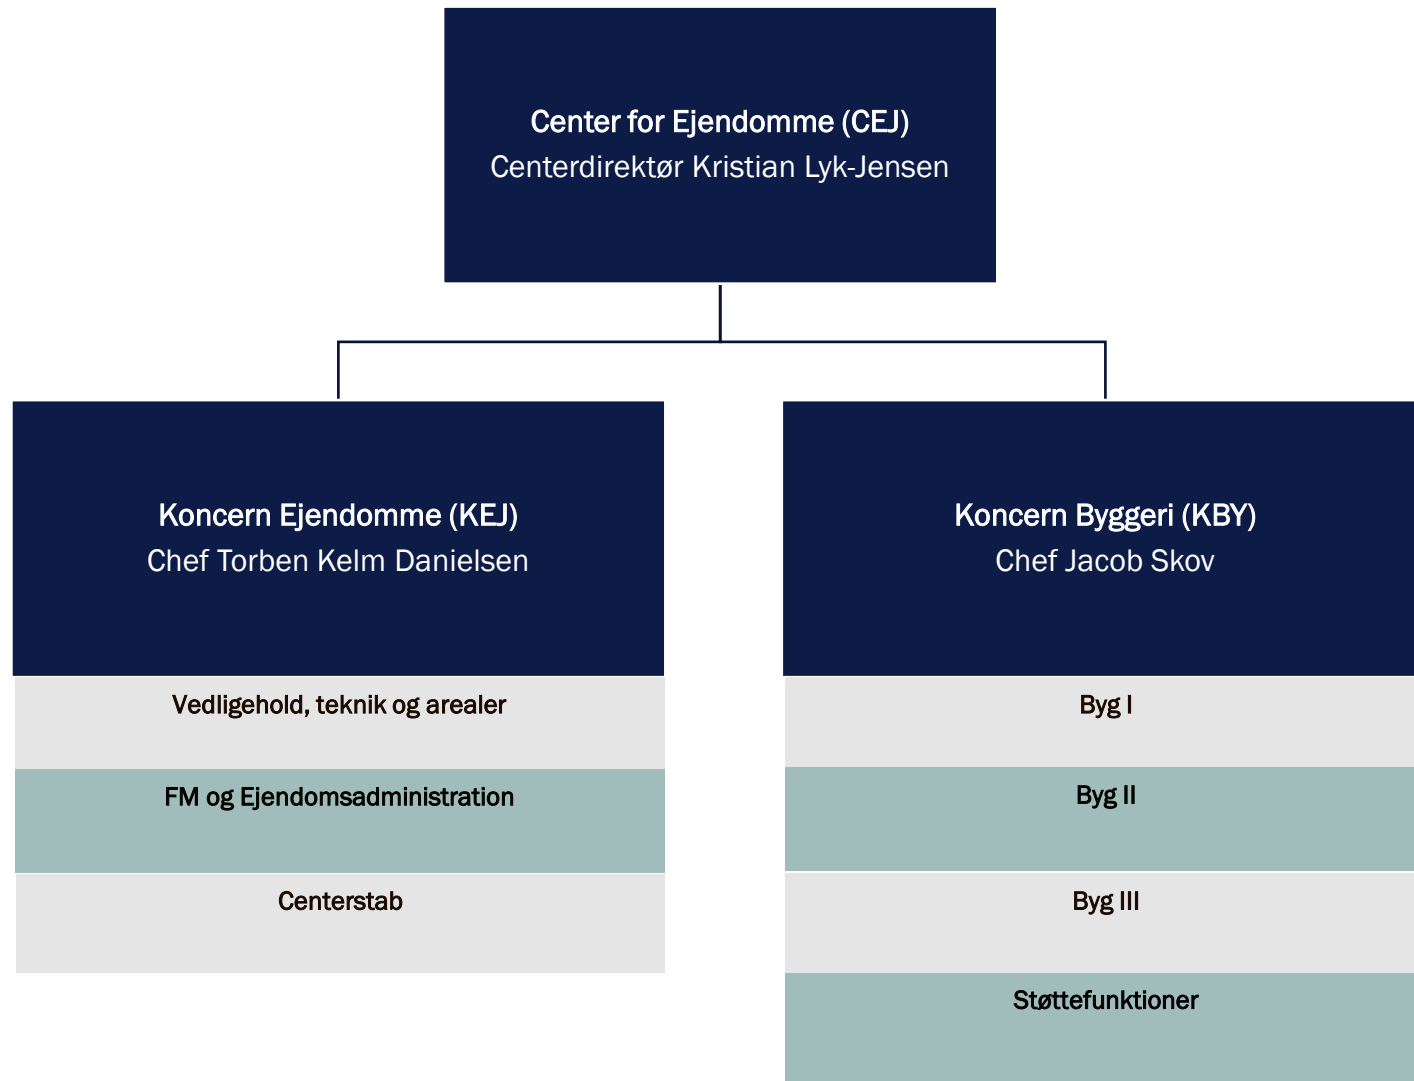 Center for Ejendomme (CEJ)
Centerdirektør Kristian Lyk-Jensen
Koncern Ejendomme (KEJ)
Chef Torben Kelm Danielsen
Vedligehold, teknik og arealer
FM og Ejendomsadministration
Centerstab
Koncern Byggeri (KBY)
Chef Jacob Skov
Byg I
Byg II
Byg III
Støttefunktioner